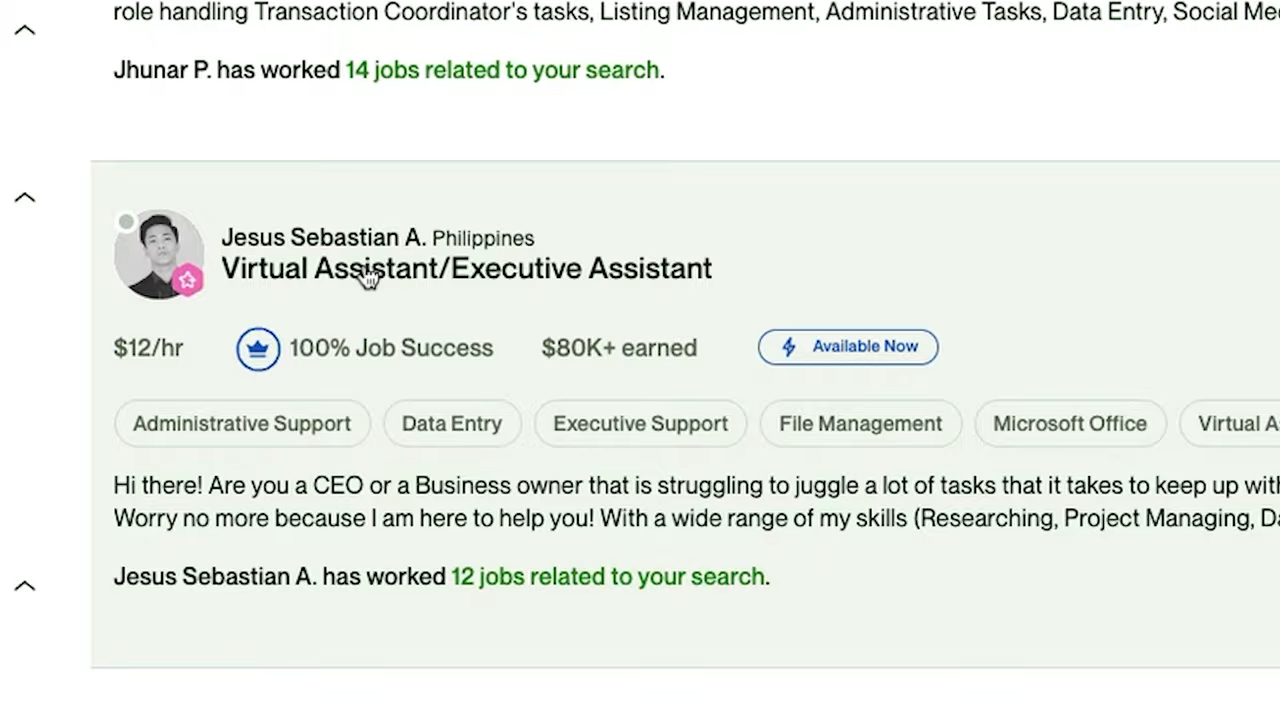 role handling Transaction Coordinator's tasks, Listing Management, Administrative Tasks, Data Entry, Social
Jhunar P. has worked 14 jobs related to your search.
Jesus Sebastian A. Philippines
Virtual Assistant/Executive Assistant
$12/hr 100% Job Success $80K+ earned Available Now
Administrative Support Data Entry Executive Support File Management Microsoft Office Virtual
Hi there! Are you a CEO or a Business owner that is struggling to juggle a lot of tasks that it takes to keep up with
Worry no more because I am here to help you! With a wide range of my skills (Researching, Project Managing,
Jesus Sebastian A. has worked 12 jobs related to your search.